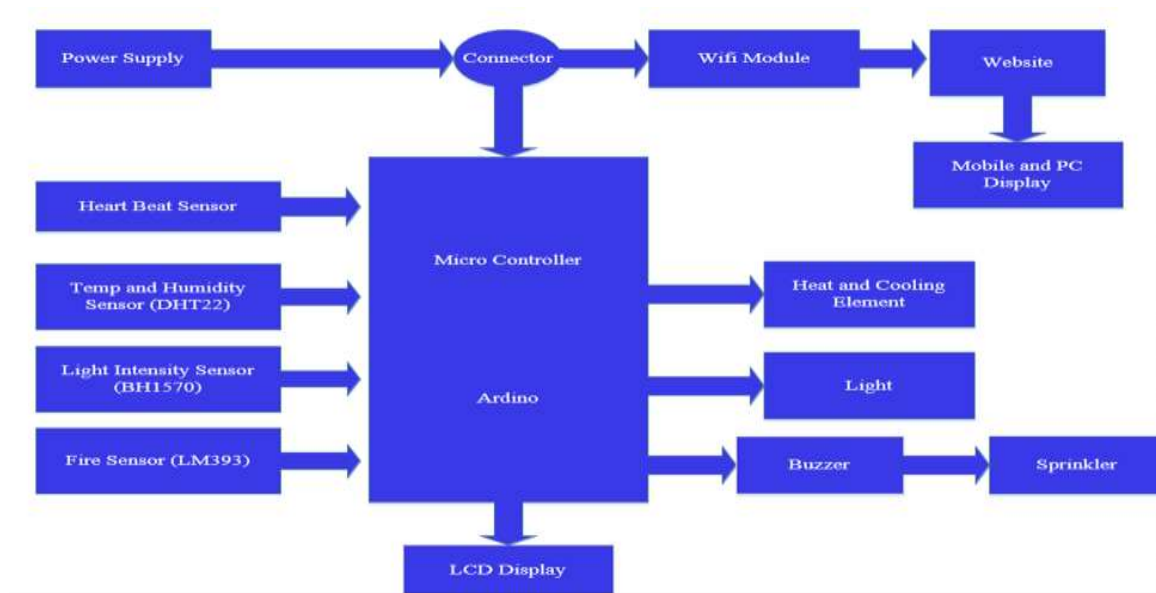 Power Supply
Connector
Wifi Module
Website
Mobile and PC
Display
Heart Beat Sensor
Micro Controller
Temp and Humidity
Sensor (DHT22)
Heat and Cooling
Element
Light Intensity Sensor
(BH1570)
Ardino
Light
Fire Sensor (LM393)
Buzzer
Sprinkler
LCD Display